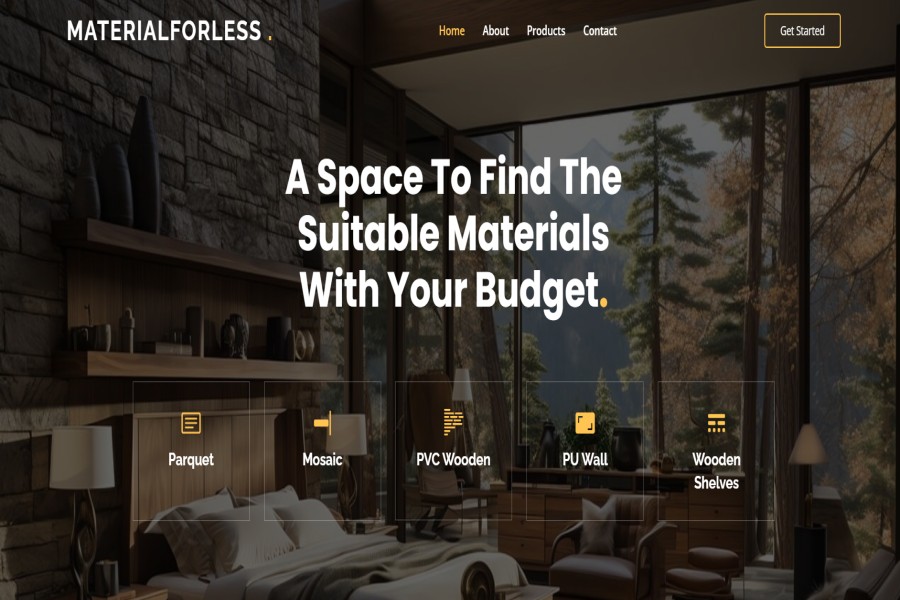 MATERIALFORLESS .
Home About Products Contact
Get Started
A Space To Find The
Suitable Materials
With Your Budget.
Parquet
Mosaic
PVC Wooden
PU Wall
Wooden
Shelves